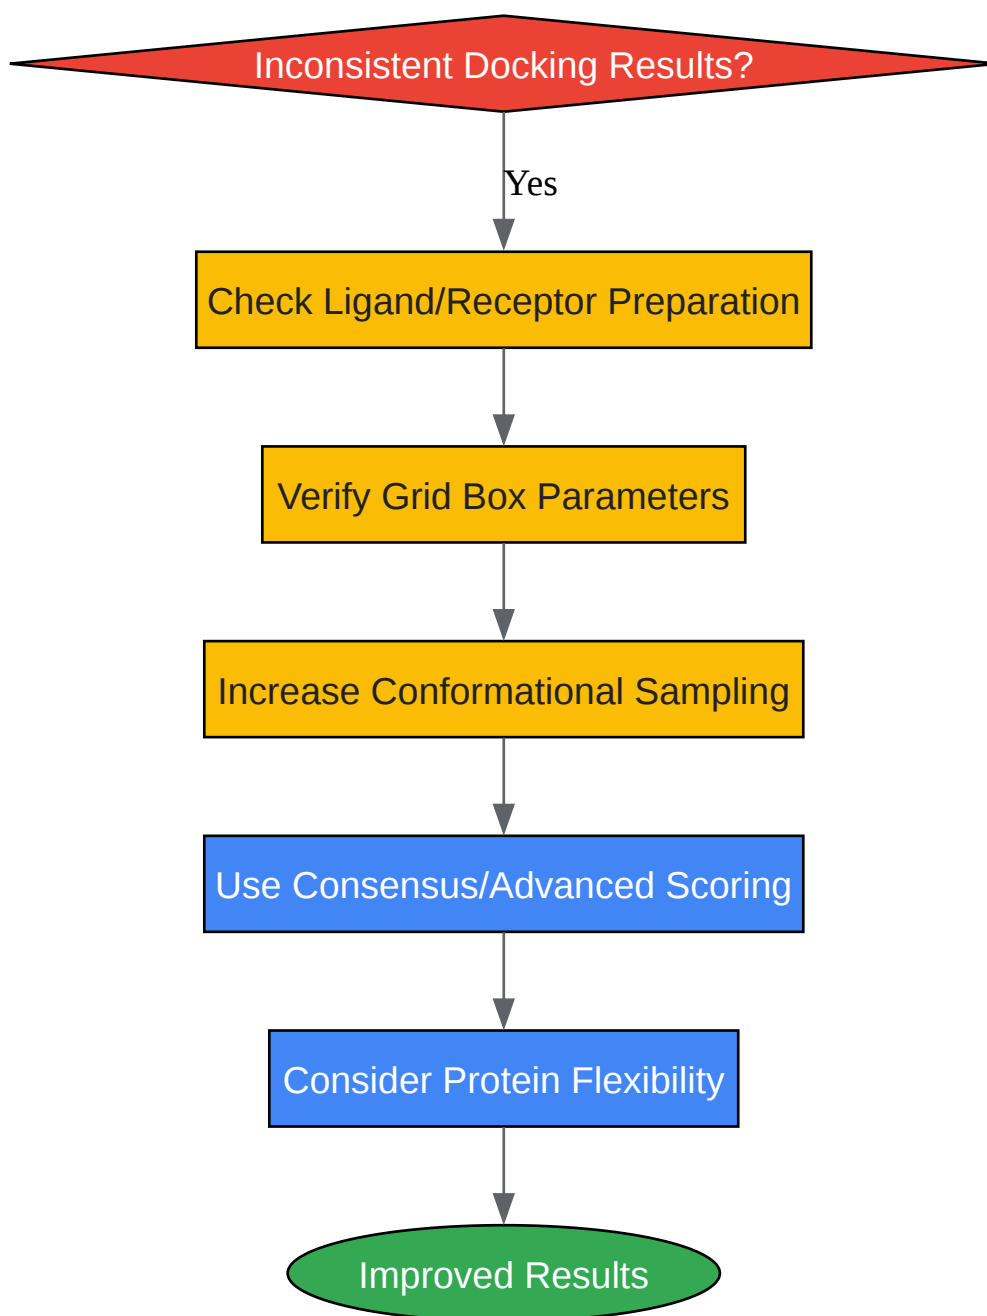 Inconsistent Docking Results?
Yes
Check Ligand/Receptor Preparation
Verify Grid Box Parameters
Increase Conformational Sampling
Use Consensus/Advanced Scoring
Consider Protein Flexibility
Improved Results